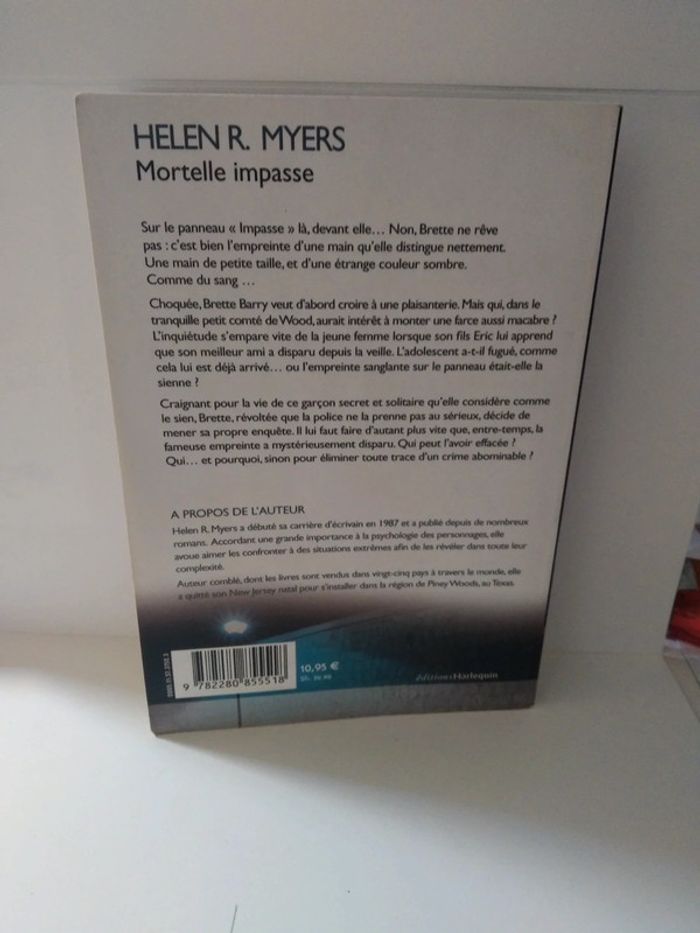 HELEN R. MYERS
Mortelle impasse
Sur le panneau « Impasse » là, devant elle… Non, Brette ne rêve
pas : c'est bien l'empreinte d'une main qu'elle distingue nettement.
Une main de petite taille, et d'une étrange couleur sombre.
Comme du sang …
Choquée, Brette Barry veut d'abord croire à une plaisanterie. Mais qui, dans le
tranquille petit comté de Wood, aurait intérêt à monter une farce aussi macabre ?
L'inquiétude s'empare vite de la jeune femme lorsque son fils Eric lui apprend
que son meilleur ami a disparu depuis la veille. L'adolescent a-t-il fugué, comme
cela lui est déjà arrivé… ou l'empreinte sanglante sur le panneau était-elle la
sienne ?
Craignant pour la vie de ce garçon secret et solitaire qu'elle considère comme
le sien, Brette, révoltée que la police ne la prenne pas au sérieux, décide de
mener sa propre enquête. Il lui faut faire d'autant plus vite que, entre-temps, la
fameuse empreinte a mystérieusement disparu. Qui peut l'avoir effacée ?
Qui… et pourquoi, sinon pour éliminer toute trace d'un crime abominable ?
A PROPOS DE L'AUTEUR
Helen R. Myers a débuté sa carrière d'écrivain en 1987 et a publié depuis de nombreux
romans. Accordant une grande importance à la psychologie des personnages, elle
avoue aimer les confronter à des situations extrêmes afin de les révéler dans toute leur
complexité.
Auteur comblé, dont les livres sont vendus dans vingt-cinq pays à travers le monde, elle
a quitté son New Jersey natal pour s'installer dans la région de Piney Woods, au Texas.
10,95 €
9 782280 855518
éditions Harlequin